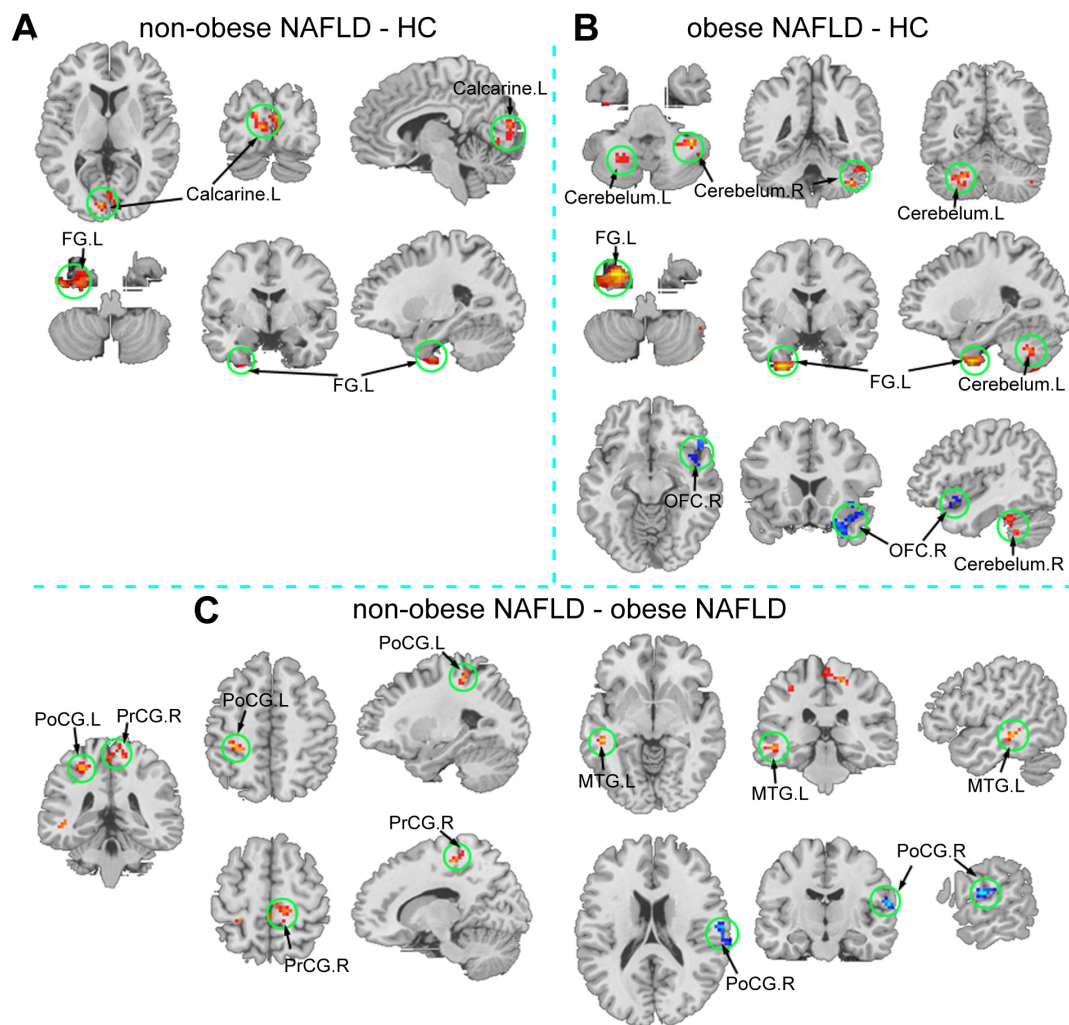 A
non-obese NAFLD - HC
Calcarine.L
Calcarine.L
FG.L
FG.L
B
obese NAFLD - HC
Cerebelum.L
Cerebelum.R
Cerebelum.L
FG.L
FG.L
Cerebelum.L
OFC.R
OFC.R
Cerebelum.R
C
non-obese NAFLD - obese NAFLD
PoCG.L
PrCG.R
PoCG.L
PoCG.L
PrCG.R
PrCG.R
MTG.L
MTG.L
MTG.L
PoCG.R
PoCG.R